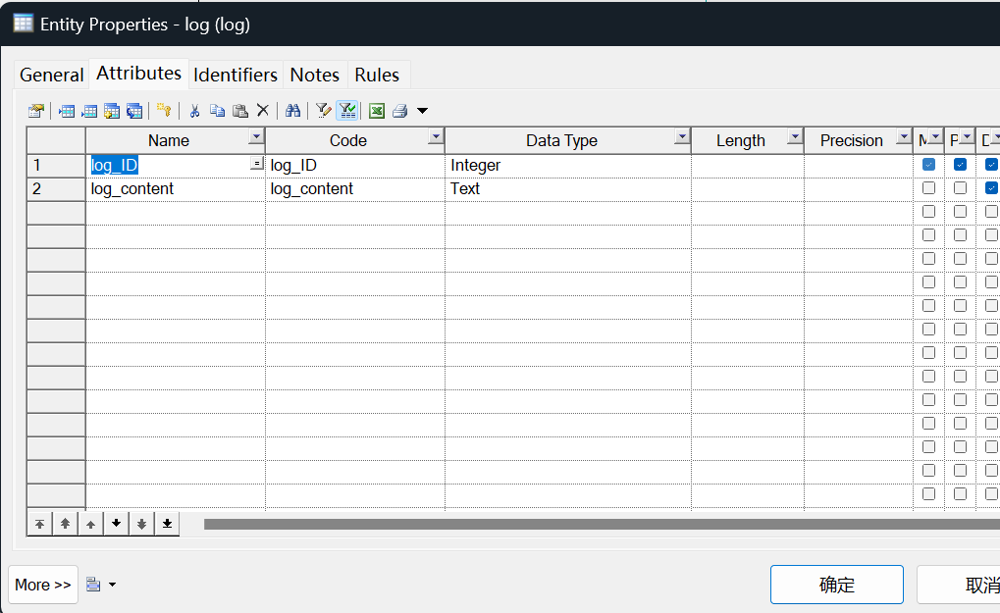 Entity Properties - log (log)
General Attributes Identifiers Notes Rules
Name Code Data Type Length Precision M P D
1 log_ID = log_ID Integer
2 log_content log_content Text
More >> 确定 取消